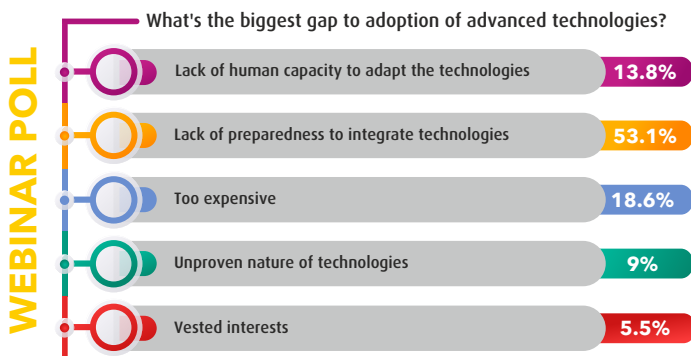 WEBINAR POLL
What's the biggest gap to adoption of advanced technologies?
Lack of human capacity to adapt the technologies 13.8%
Lack of preparedness to integrate technologies 53.1%
Too expensive 18.6%
Unproven nature of technologies 9%
Vested interests 5.5%